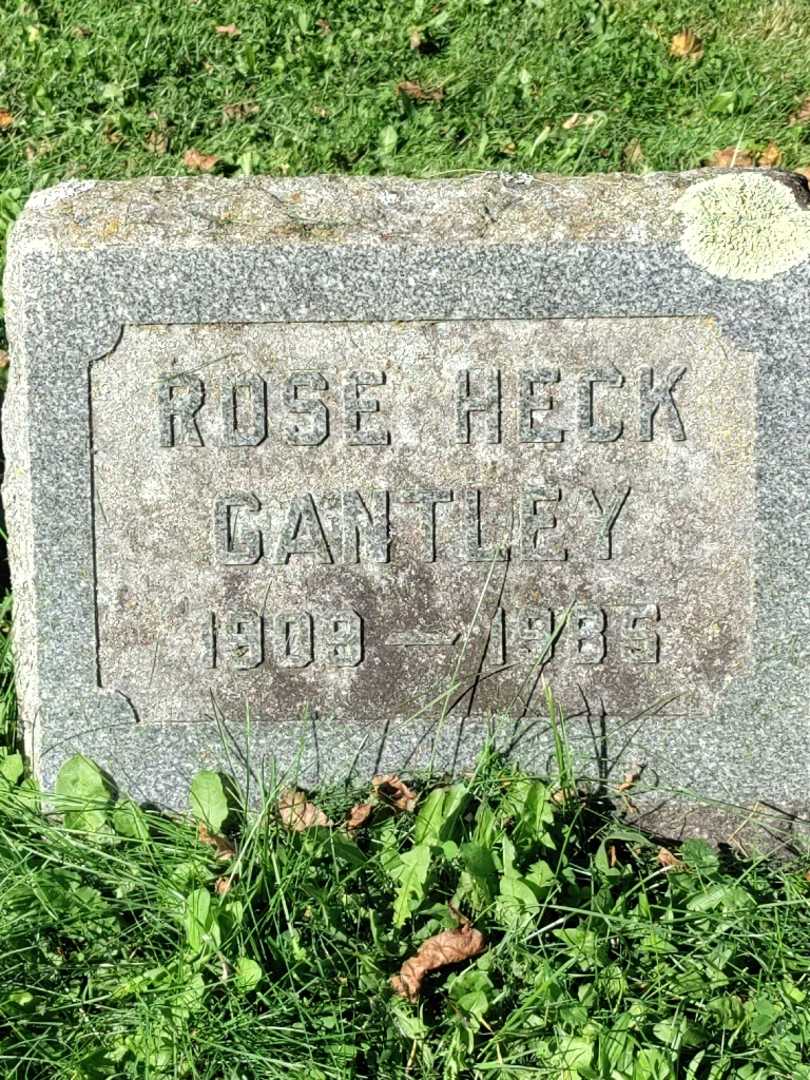 ROSE HECK
CANTLEY
1908 — 1985